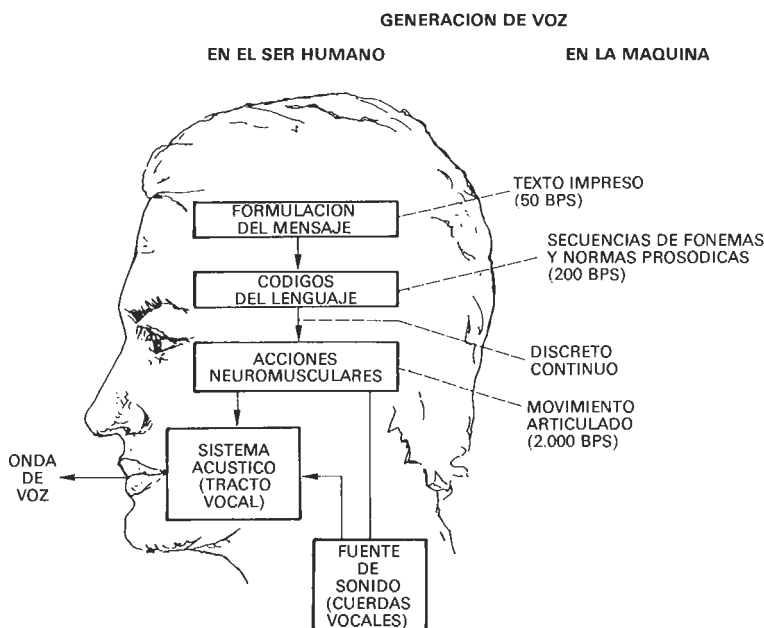 GENERACION DE VOZ
EN EL SER HUMANO
EN LA MAQUINA
FORMULACION
DEL MENSAJE
TEXTO IMPRESO
(50 BPS)
CODIGOS
DEL LENGUAJE
SECUENCIAS DE FONEMAS
Y NORMAS PROSODICAS
(200 BPS)
DISCRETO
CONTINUO
ACCIONES
NEUROMUSCULARES
MOVIMIENTO
ARTICULADO
(2.000 BPS)
SISTEMA
ACUSTICO
(TRACTO
VOCAL)
ONDA
DE
VOZ
FUENTE
DE
SONIDO
(CUERDAS
VOCALES)